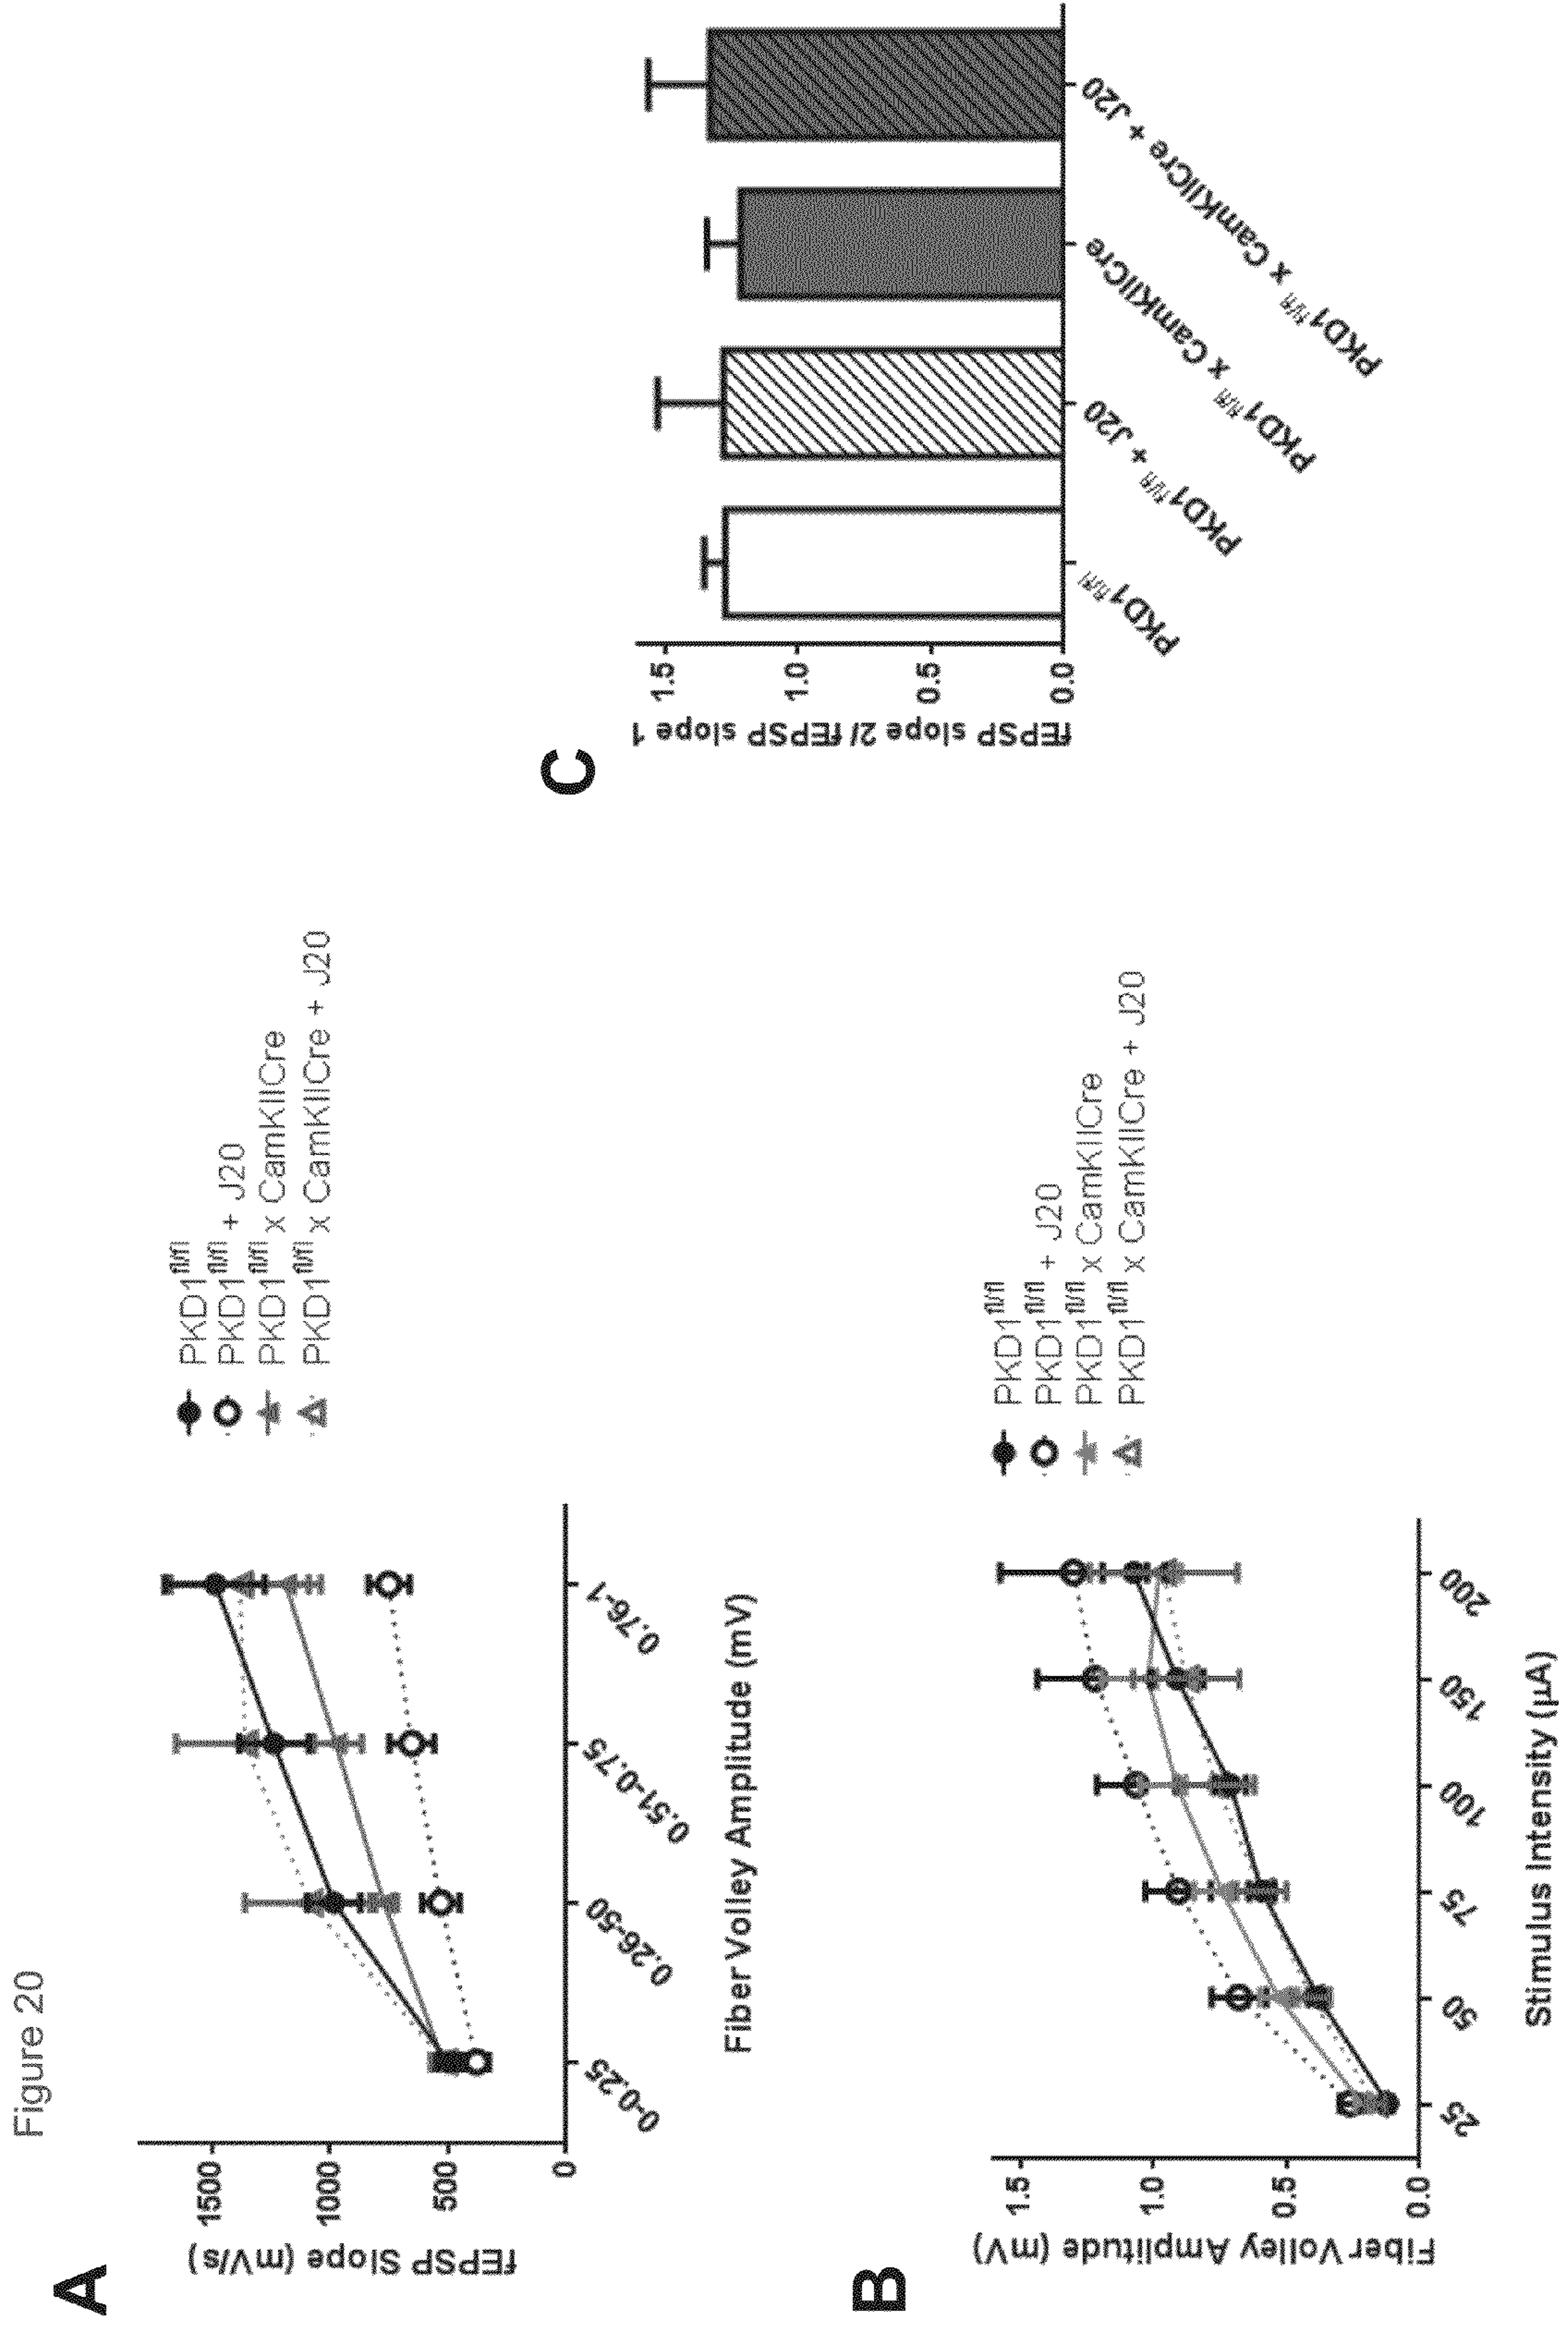 Figure 20
A
fEPSP Slope (mV/s)
1500
1000
500
0
0-0.25
0.26-50
0.51-0.75
0.76-1
Fiber Volley Amplitude (mV)
PKD1fl/fl
PKD1fl/fl + J20
PKD1fl/fl x CamKIICre
PKD1fl/fl x CamKIICre + J20
B
Fiber Volley Amplitude (mV)
1.5
1.0
0.5
0.0
25
50
75
100
150
200
Stimulus Intensity (µA)
PKD1fl/fl
PKD1fl/fl + J20
PKD1fl/fl x CamKIICre
PKD1fl/fl x CamKIICre + J20
C
fEPSP slope 2/ fEPSP slope 1
1.5
1.0
0.5
0.0
PKD1fl/fl
PKD1fl/fl + J20
PKD1fl/fl x CamKIICre
PKD1fl/fl x CamKIICre + J20